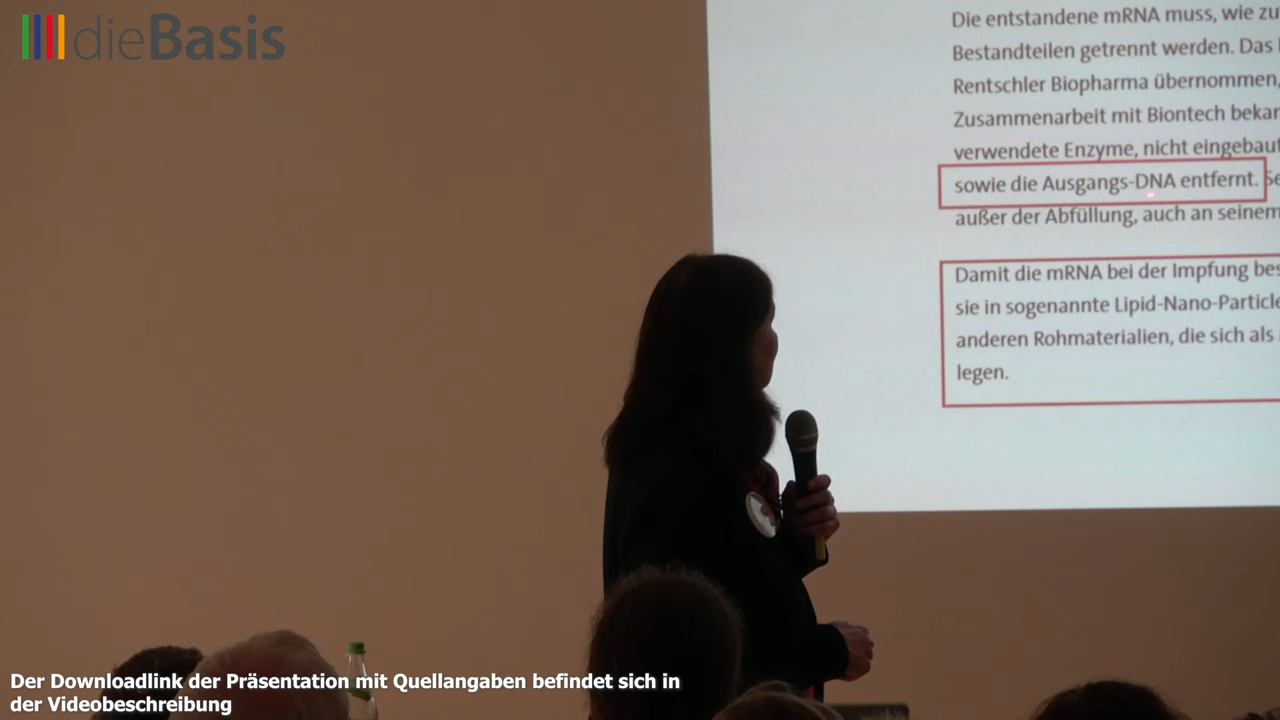 dieBasis
Die entstandene mRNA muss, wie zu
Bestandteilen getrennt werden. Das
Rentschler Biopharma übernommen,
Zusammenarbeit mit Biontech bekan
verwendete Enzyme, nicht eingebaut
sowie die Ausgangs-DNA entfernt. Se
außer der Abfüllung, auch an seinem
Damit die mRNA bei der Impfung bes
sie in sogenannte Lipid-Nano-Particle
anderen Rohmaterialien, die sich als
legen.
Der Downloadlink der Präsentation mit Quellangaben befindet sich in
der Videobeschreibung